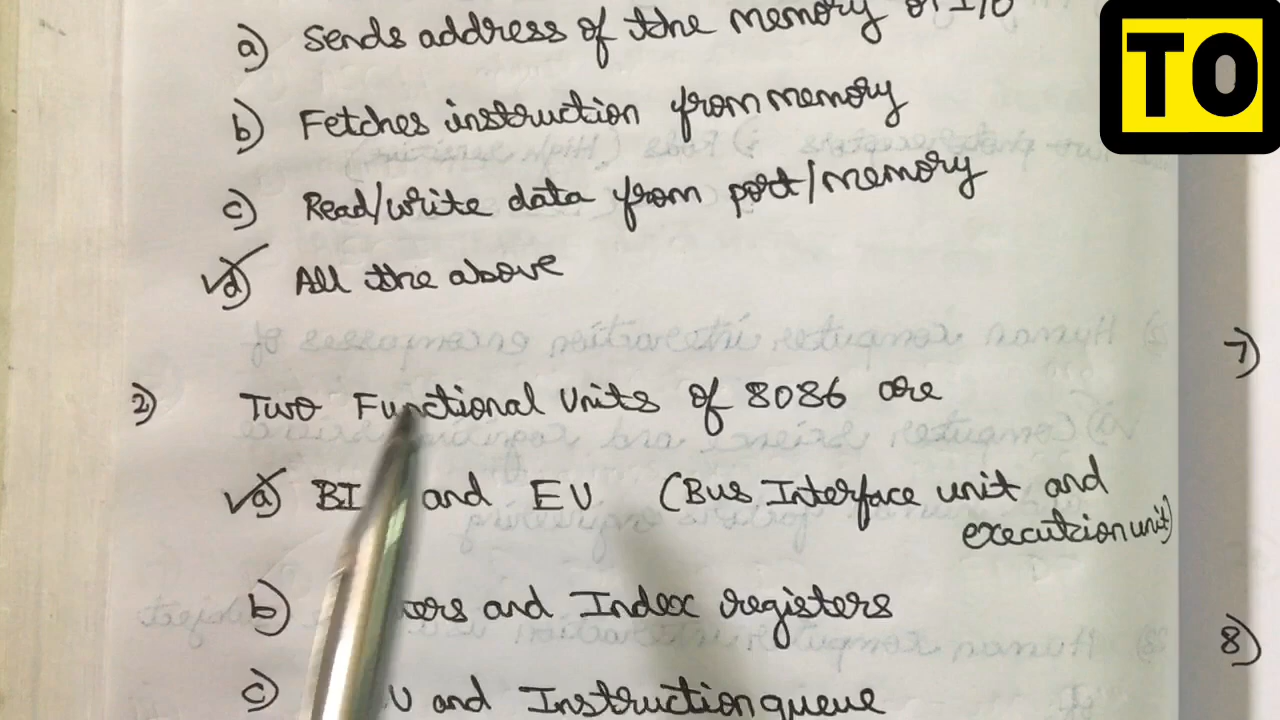 a) Sends address of the memory or I/O
b) Fetches instruction from memory
c) Read/write data from port/memory
d) All the above
2) Two Functional Units of 8086 are
a) BI and EU (Bus Interface unit and
execution unit)
b) and Index registers
c) and Instruction queue
7)
8)
TO